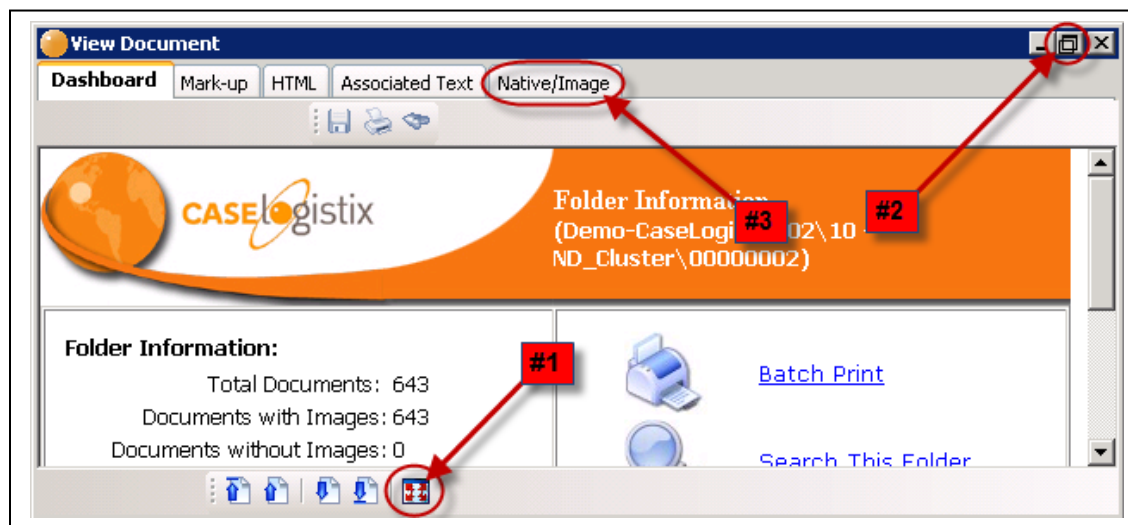 View Document
Dashboard Mark-up HTML Associated Text Native/Image
CASELogistix
Folder Information
(Demo-CaseLogi 02\10 -
ND_Cluster\00000002)
#3
#2
Folder Information:
#1
Total Documents: 643
Batch Print
Documents with Images: 643
Documents without Images: 0
Search This Folder